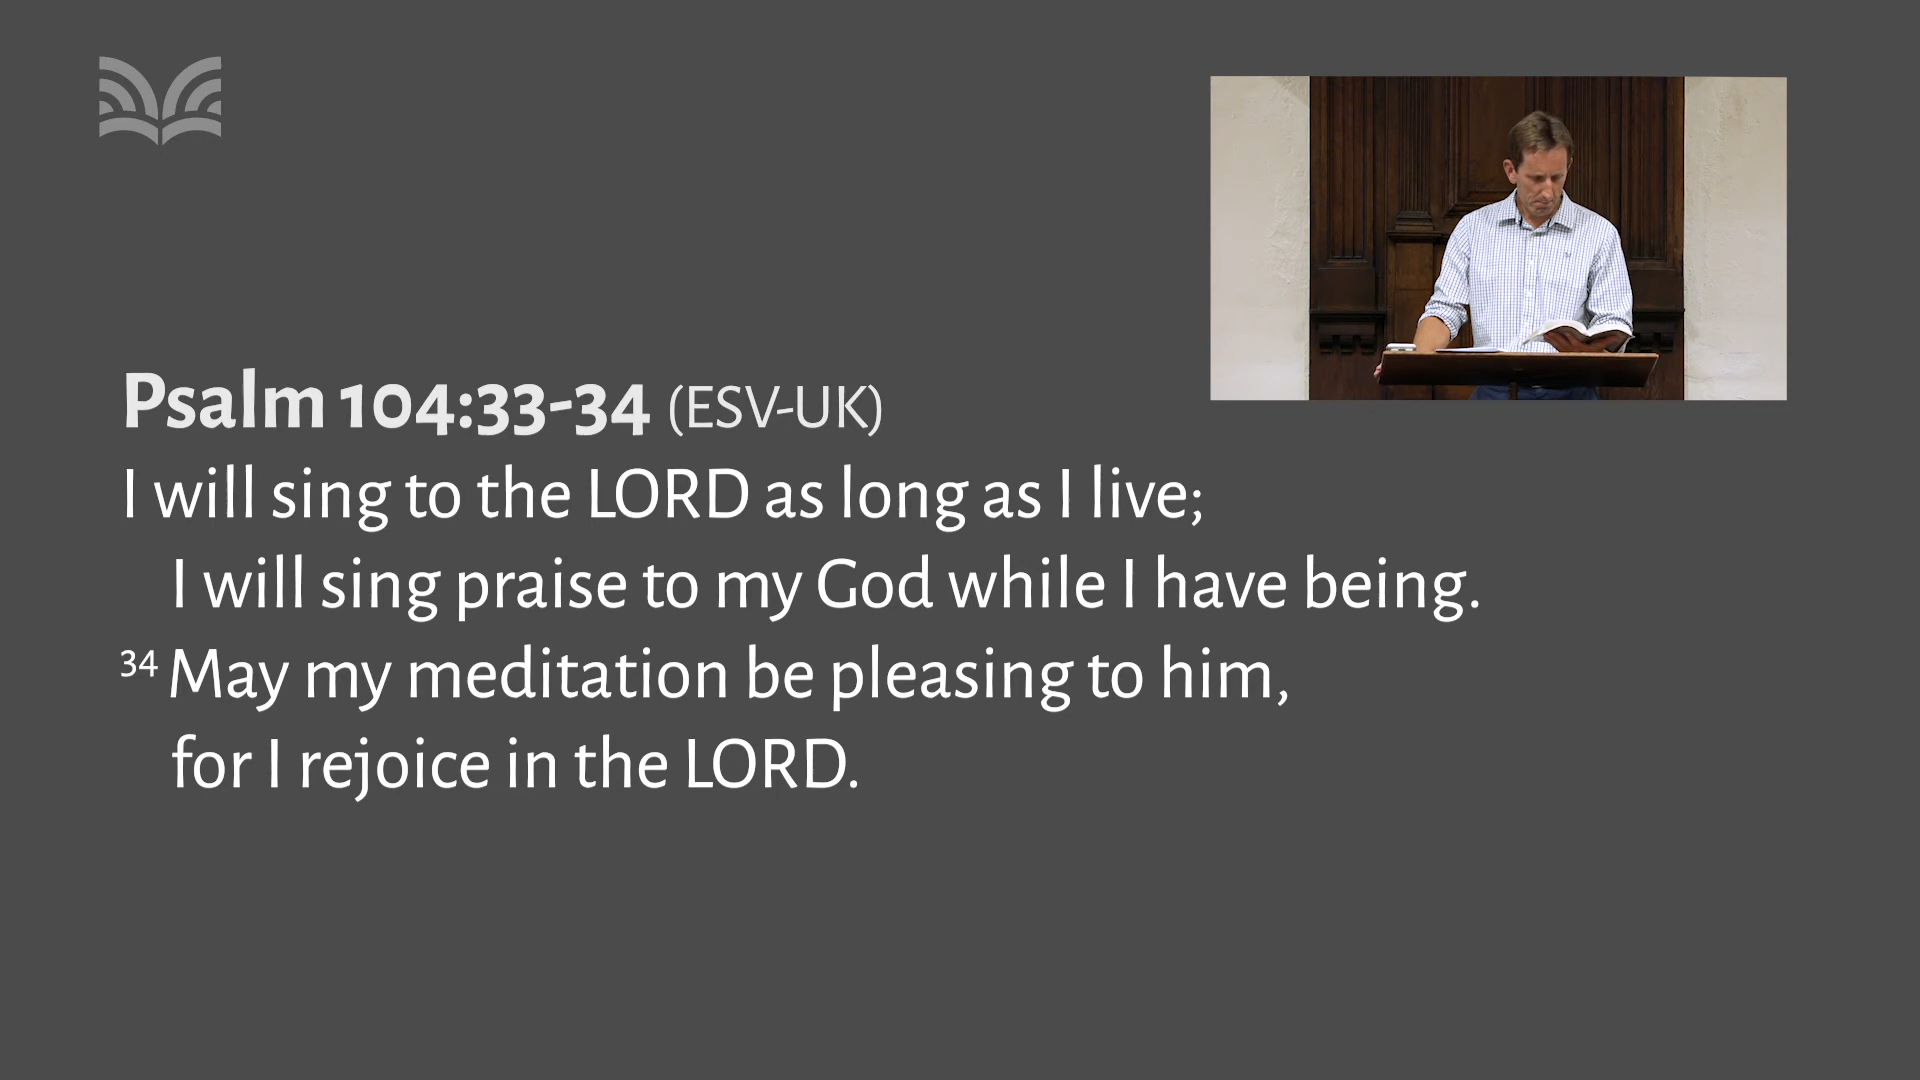 Psalm 104:33-34 (ESV-UK)
I will sing to the LORD as long as I live;
I will sing praise to my God while I have being.
34 May my meditation be pleasing to him,
for I rejoice in the LORD.